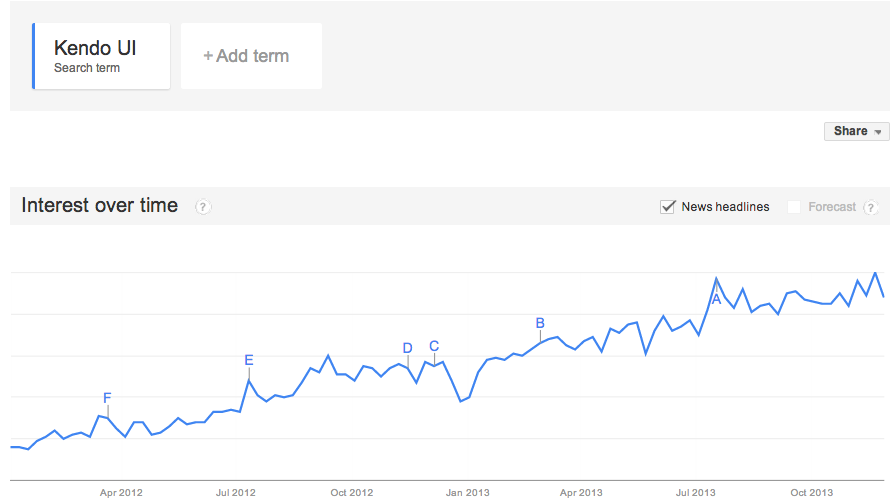 Kendo UI
Search term
+ Add term
Share
Interest over time ?
News headlines
Forecast ?
A
B
C
D
E
F
Apr 2012 Jul 2012 Oct 2012 Jan 2013 Apr 2013 Jul 2013 Oct 2013